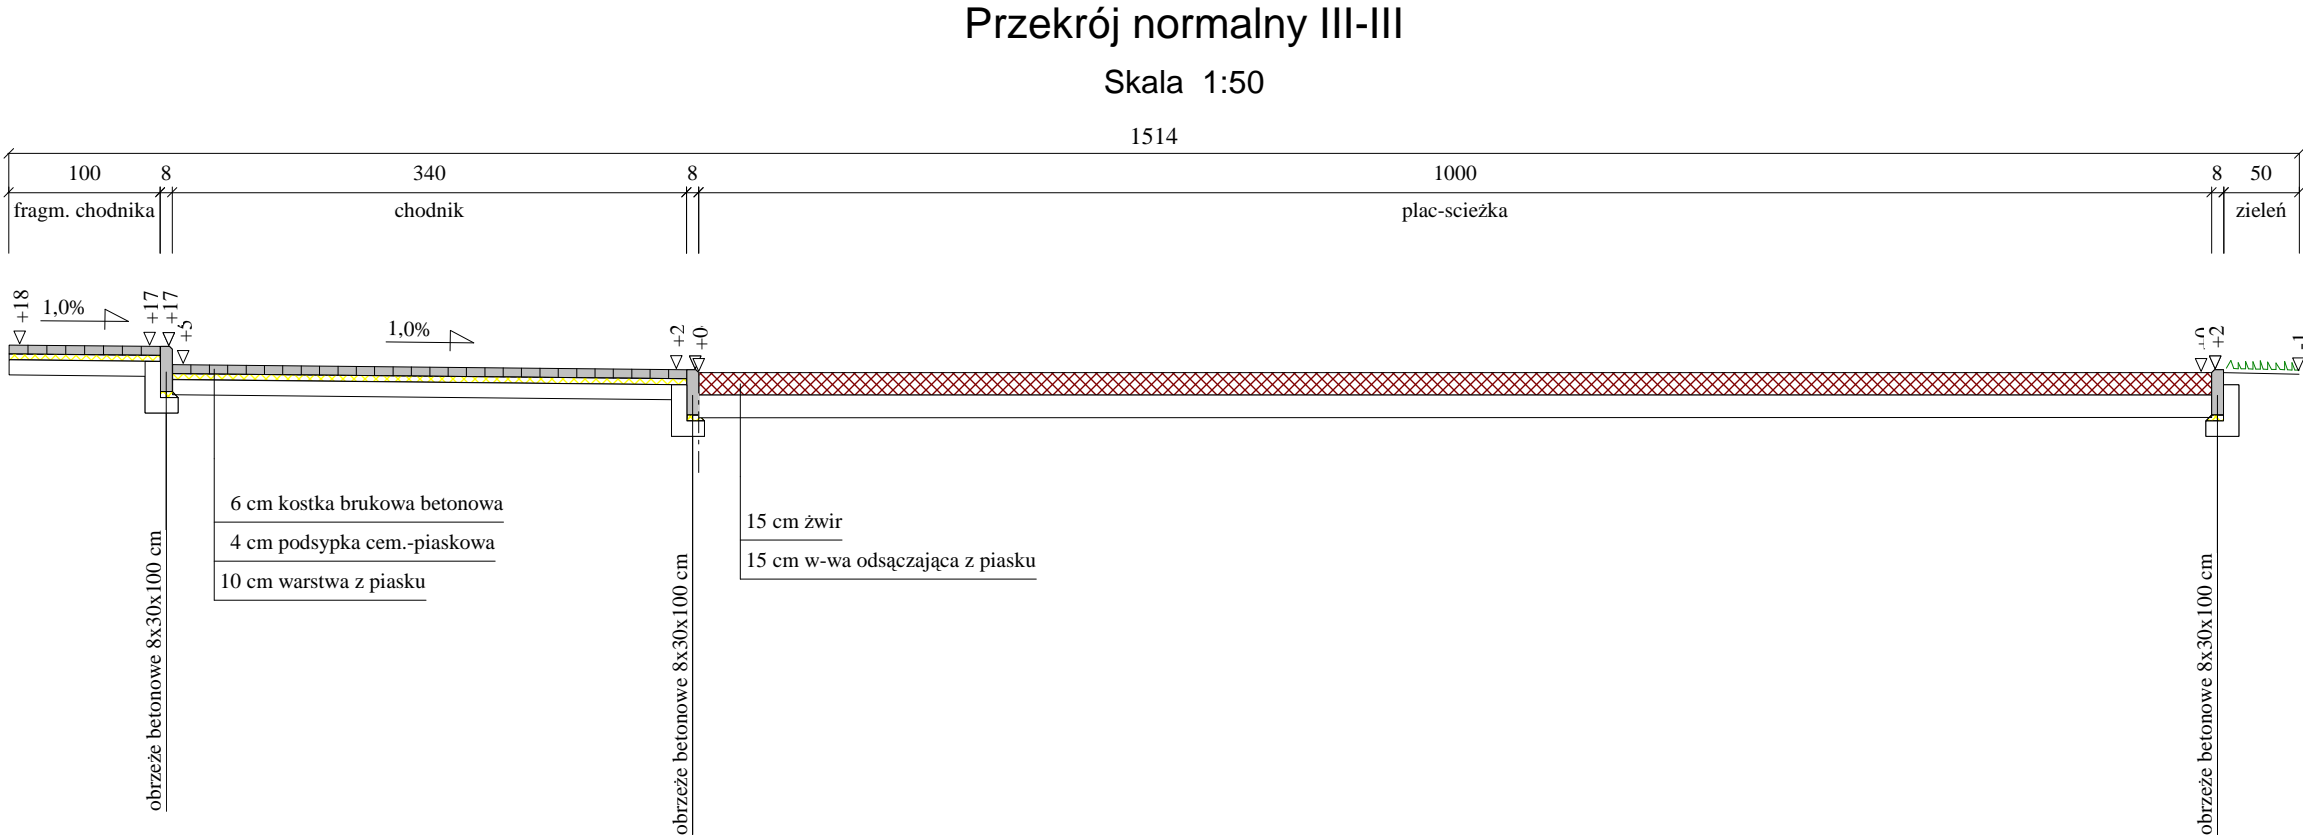 Przekrój normalny III-III
Skala 1:50
1514
100 8 340 8 1000 8 50
fragm. chodnika chodnik plac-scieżka zieleń
+18 1,0% +17 +17 +5 1,0% +2 +0 +0 +2 -1
6 cm kostka brukowa betonowa
4 cm podsypka cem.-piaskowa
10 cm warstwa z piasku
15 cm żwir
15 cm w-wa odsączająca z piasku
obrzeże betonowe 8x30x100 cm
obrzeże betonowe 8x30x100 cm
obrzeże betonowe 8x30x100 cm